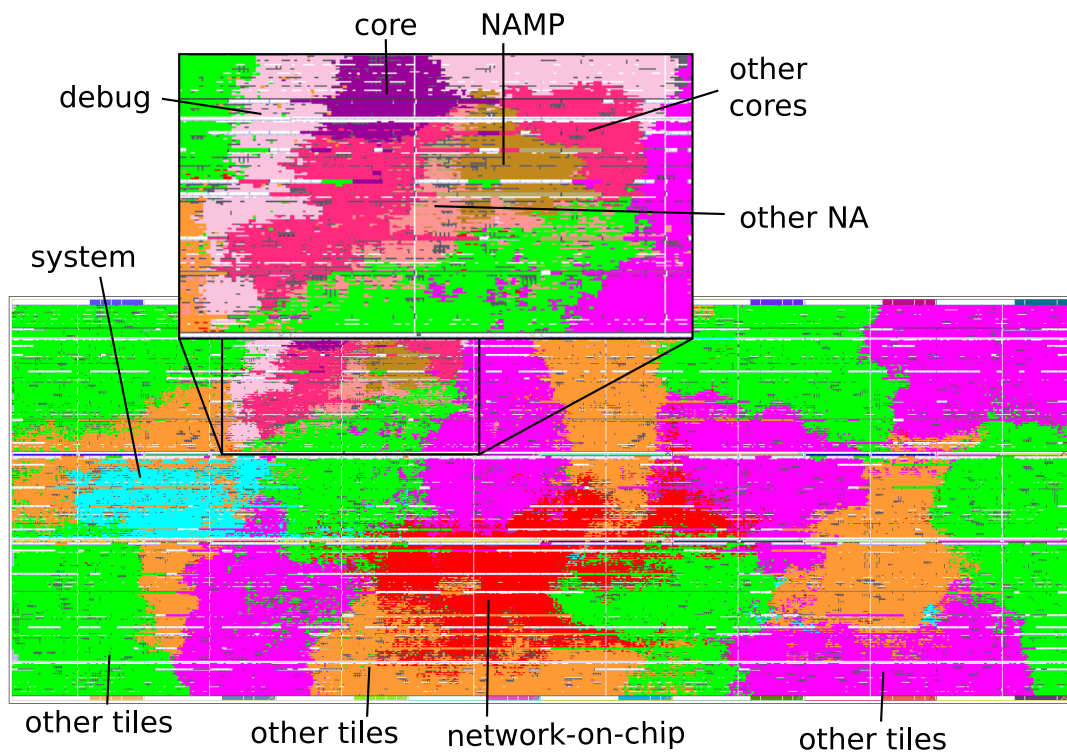 core
NAMP
debug
other
cores
other NA
system
other tiles
other tiles
network-on-chip
other tiles